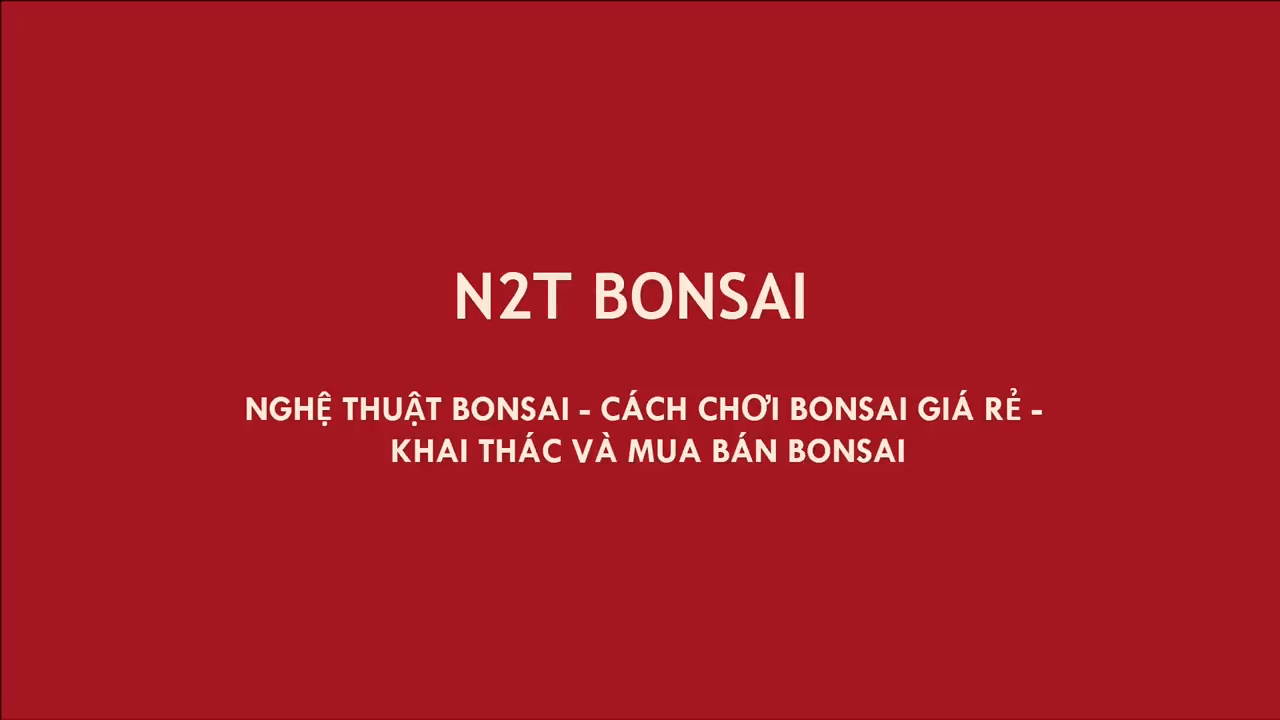 N2T BONSAI
NGHỆ THUẬT BONSAI - CÁCH CHƠI BONSAI GIÁ RẺ -
KHAI THÁC VÀ MUA BÁN BONSAI